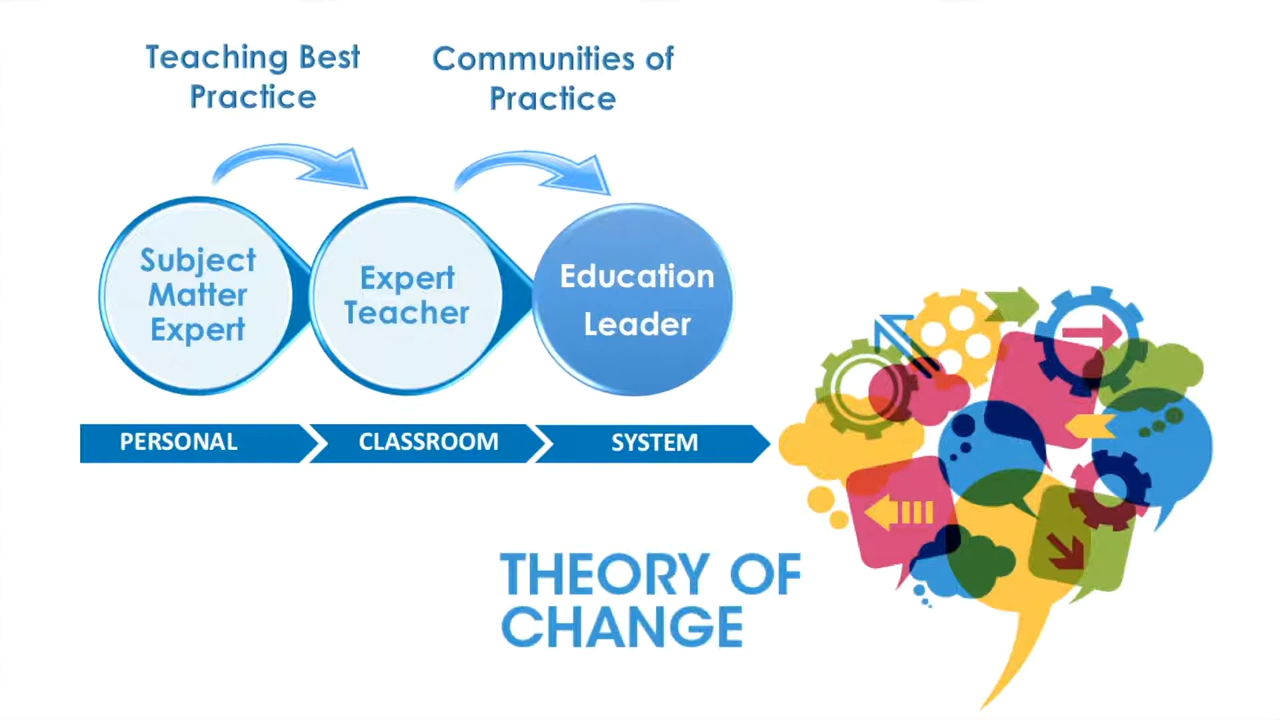 Teaching Best
Practice
Communities of
Practice
Subject
Matter
Expert
Expert
Teacher
Education
Leader
PERSONAL
CLASSROOM
SYSTEM
THEORY OF
CHANGE